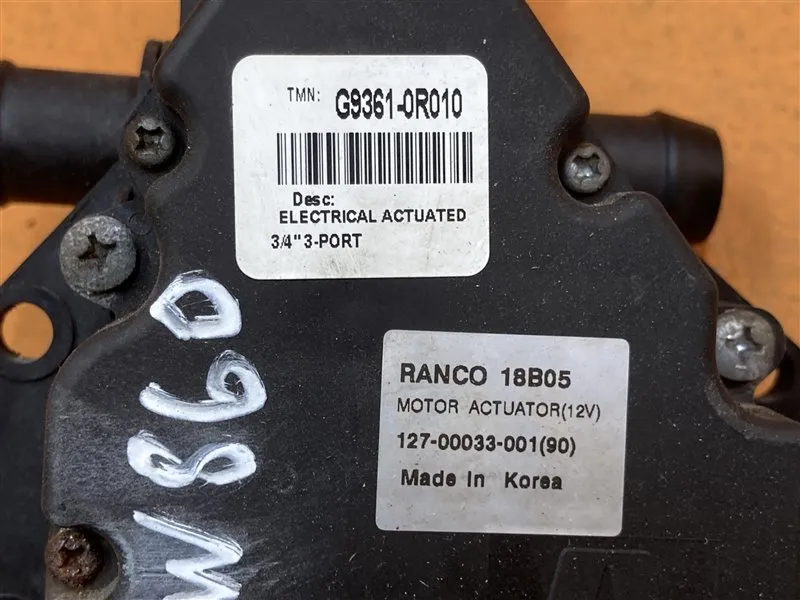 TMN: G9361-0R010
Desc:
ELECTRICAL ACTUATED
3/4" 3-PORT
RANCO 18B05
MOTOR ACTUATOR(12V)
127-00033-001(90)
Made In Korea
W860